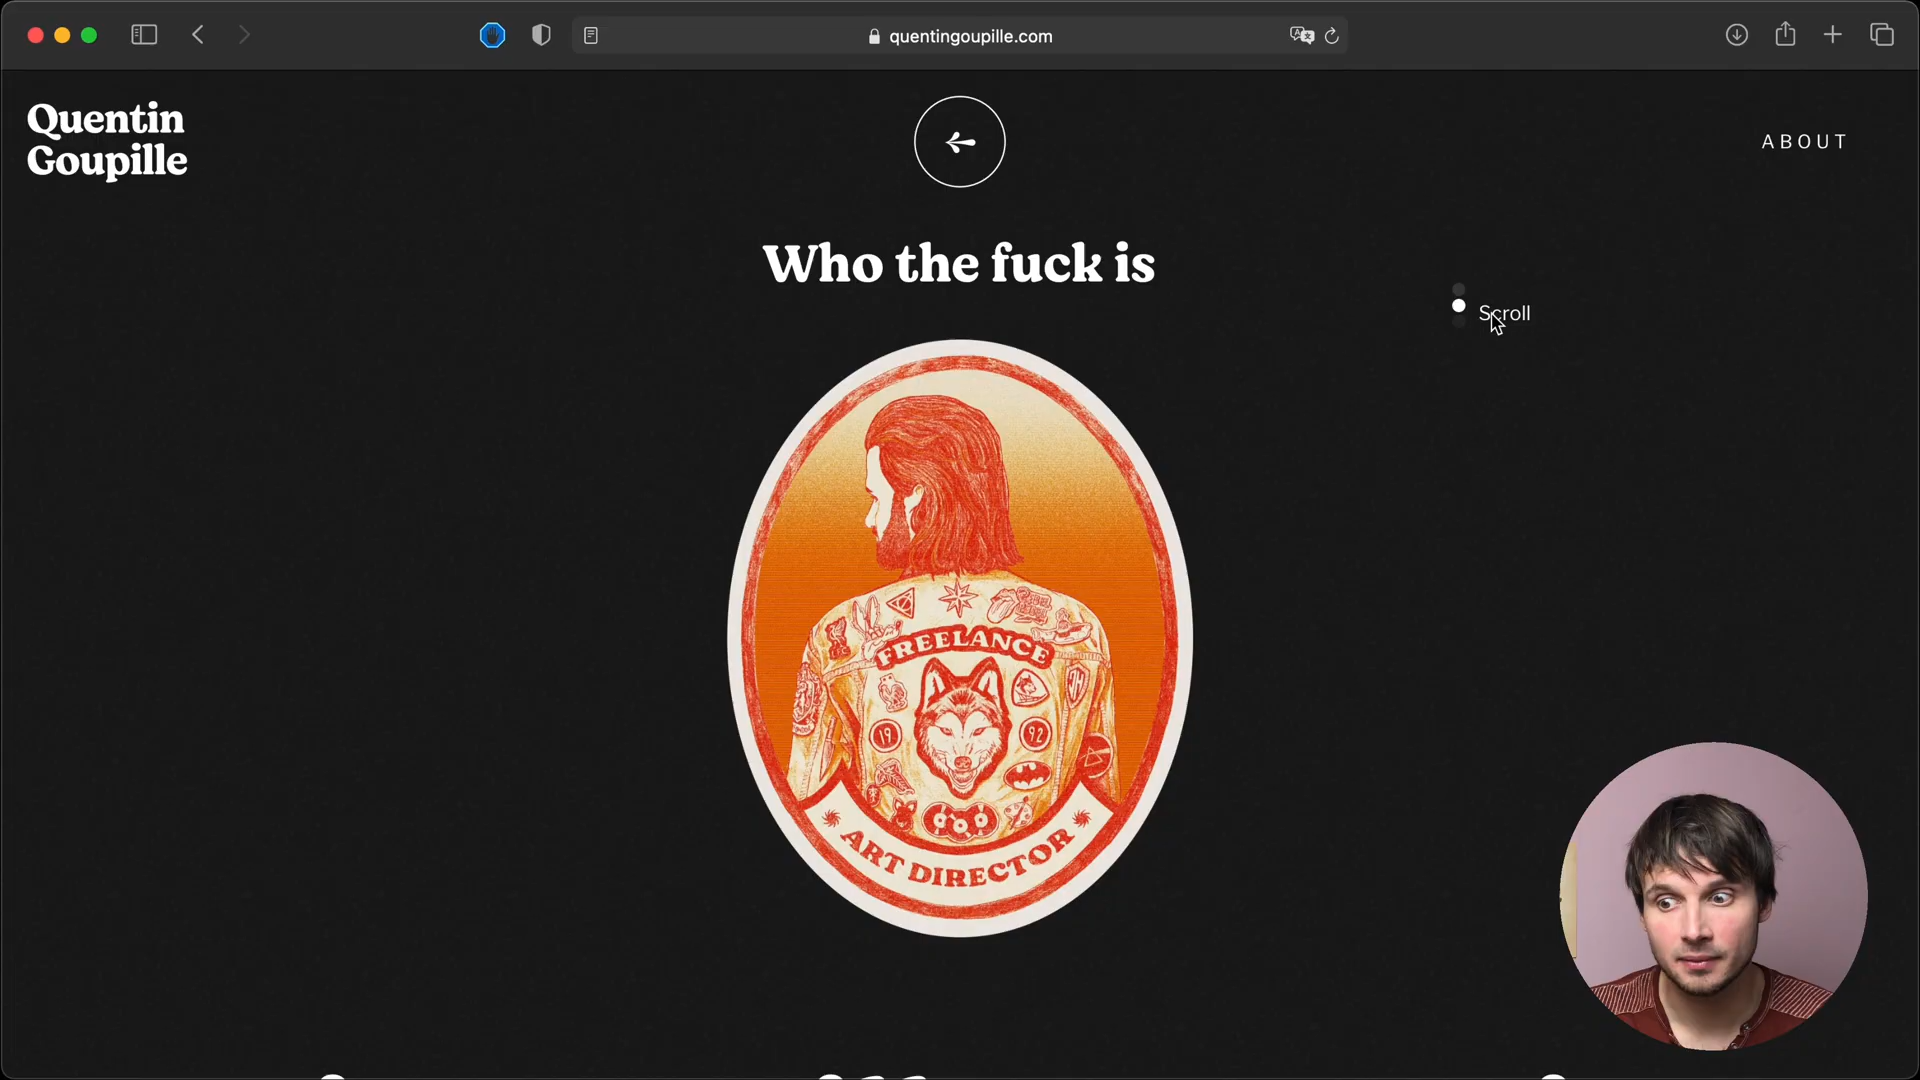 quentingoupille.com
Quentin
Goupille
ABOUT
Who the fuck is
Scroll
FREELANCE
19
92
ART DIRECTOR